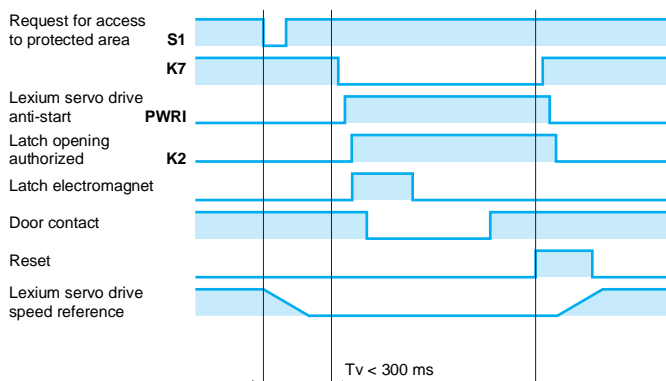 Request for access
to protected area S1
K7
Lexium servo drive
anti-start PWRI
Latch opening
authorized K2
Latch electromagnet
Door contact
Reset
Lexium servo drive
speed reference
Tv < 300 ms